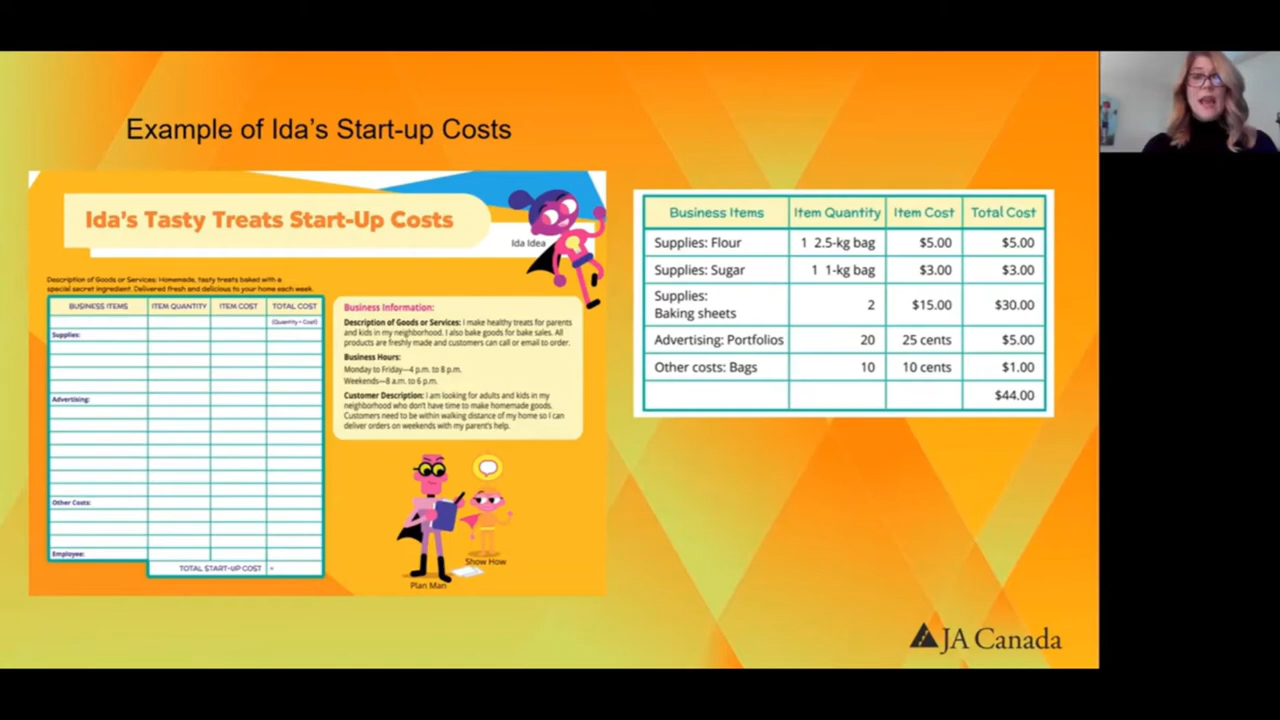 Example of Ida's Start-up Costs
Ida's Tasty Treats Start-Up Costs
Ida Idea
Description of Goods or Services: Homemade, tasty treats baked with a
special secret ingredient. Delivered fresh and delicious to your home each week.
BUSINESS ITEMS ITEM QUANTITY ITEM COST TOTAL COST
(Quantity × Cost)
Supplies:
Advertising:
Other Costs:
Employee:
TOTAL START-UP COST =
Business Information:
Description of Goods or Services: I make healthy treats for parents
and kids in my neighborhood. I also bake goods for bake sales. All
products are freshly made and customers can call or email to order.
Business Hours:
Monday to Friday—4 p.m. to 8 p.m.
Weekends—8 a.m. to 6 p.m.
Customer Description: I am looking for adults and kids in my
neighborhood who don't have time to make homemade goods.
Customers need to be within walking distance of my home so I can
deliver orders on weekends with my parent's help.
Show How
Plan Man
Business Items Item Quantity Item Cost Total Cost
Supplies: Flour 1 2.5-kg bag $5.00 $5.00
Supplies: Sugar 1 1-kg bag $3.00 $3.00
Supplies:
Baking sheets 2 $15.00 $30.00
Advertising: Portfolios 20 25 cents $5.00
Other costs: Bags 10 10 cents $1.00
$44.00
JA Canada